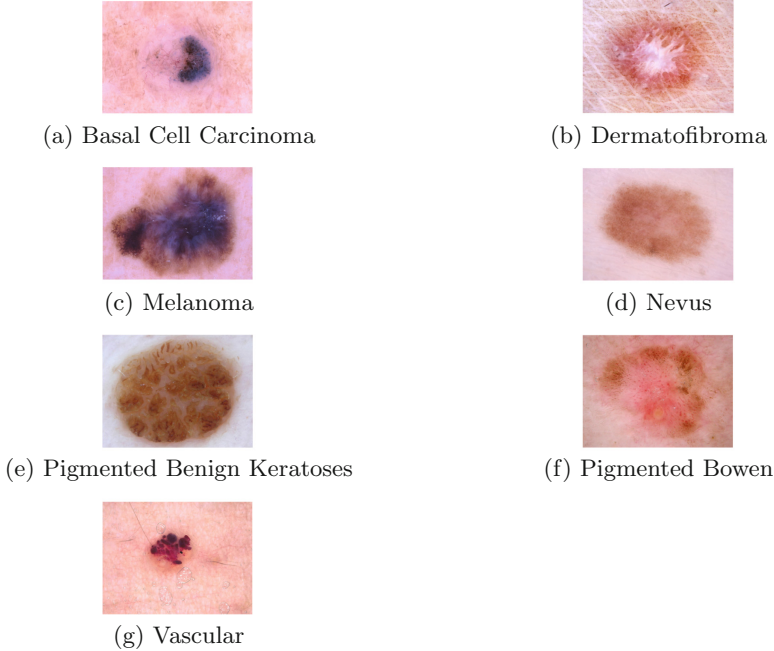 (a) Basal Cell Carcinoma
(b) Dermatofibroma
(c) Melanoma
(d) Nevus
(e) Pigmented Benign Keratoses
(f) Pigmented Bowen
(g) Vascular